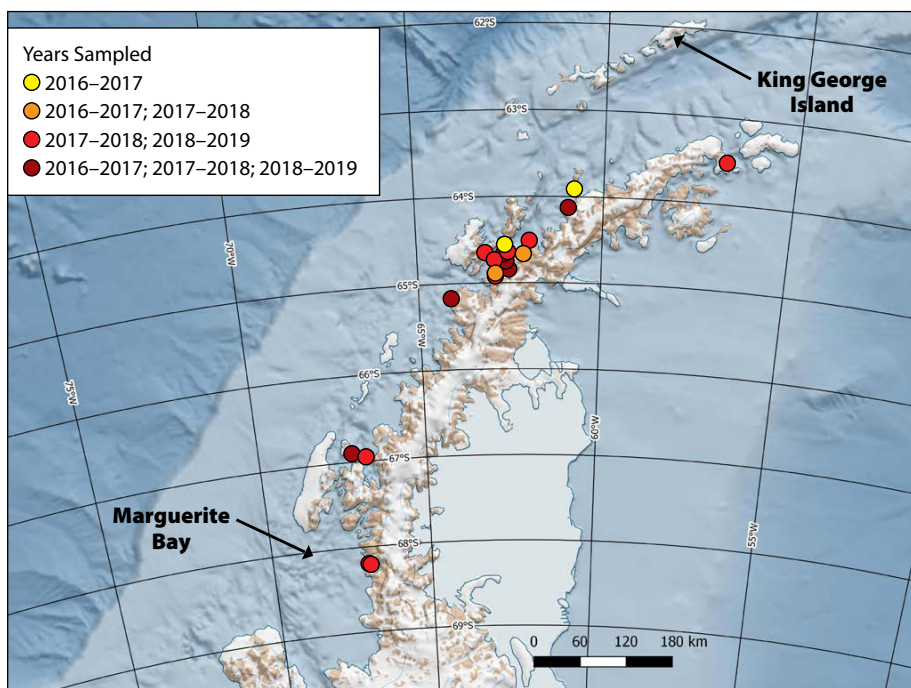 62°S
Years Sampled
2016–2017
2016–2017; 2017–2018
2017–2018; 2018–2019
2016–2017; 2017–2018; 2018–2019
King George
Island
63°S
64°S
70°W
65°S
65°W
66°S
75°W
60°W
67°S
Marguerite
Bay
68°S
55°W
69°S
0 60 120 180 km